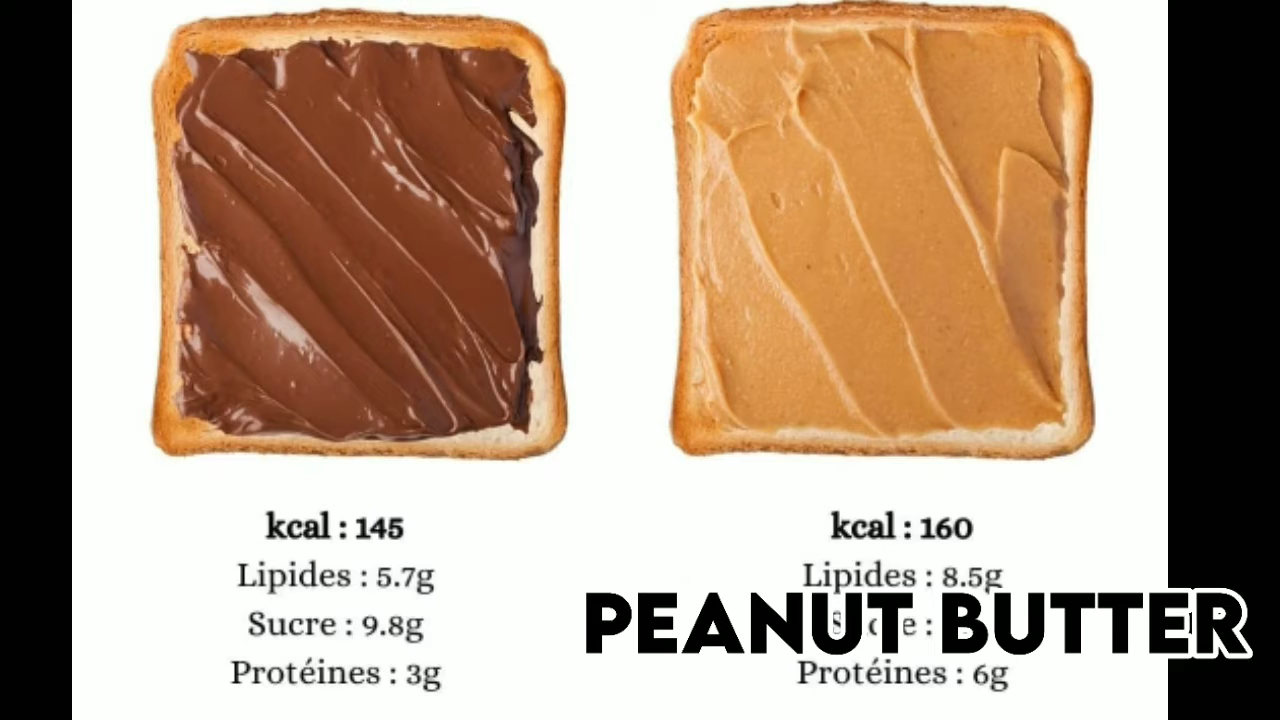 kcal : 145
Lipides : 5.7g
Sucre : 9.8g
Protéines : 3g
kcal : 160
Lipides : 8.5g
PEANUT BUTTER
Protéines : 6g